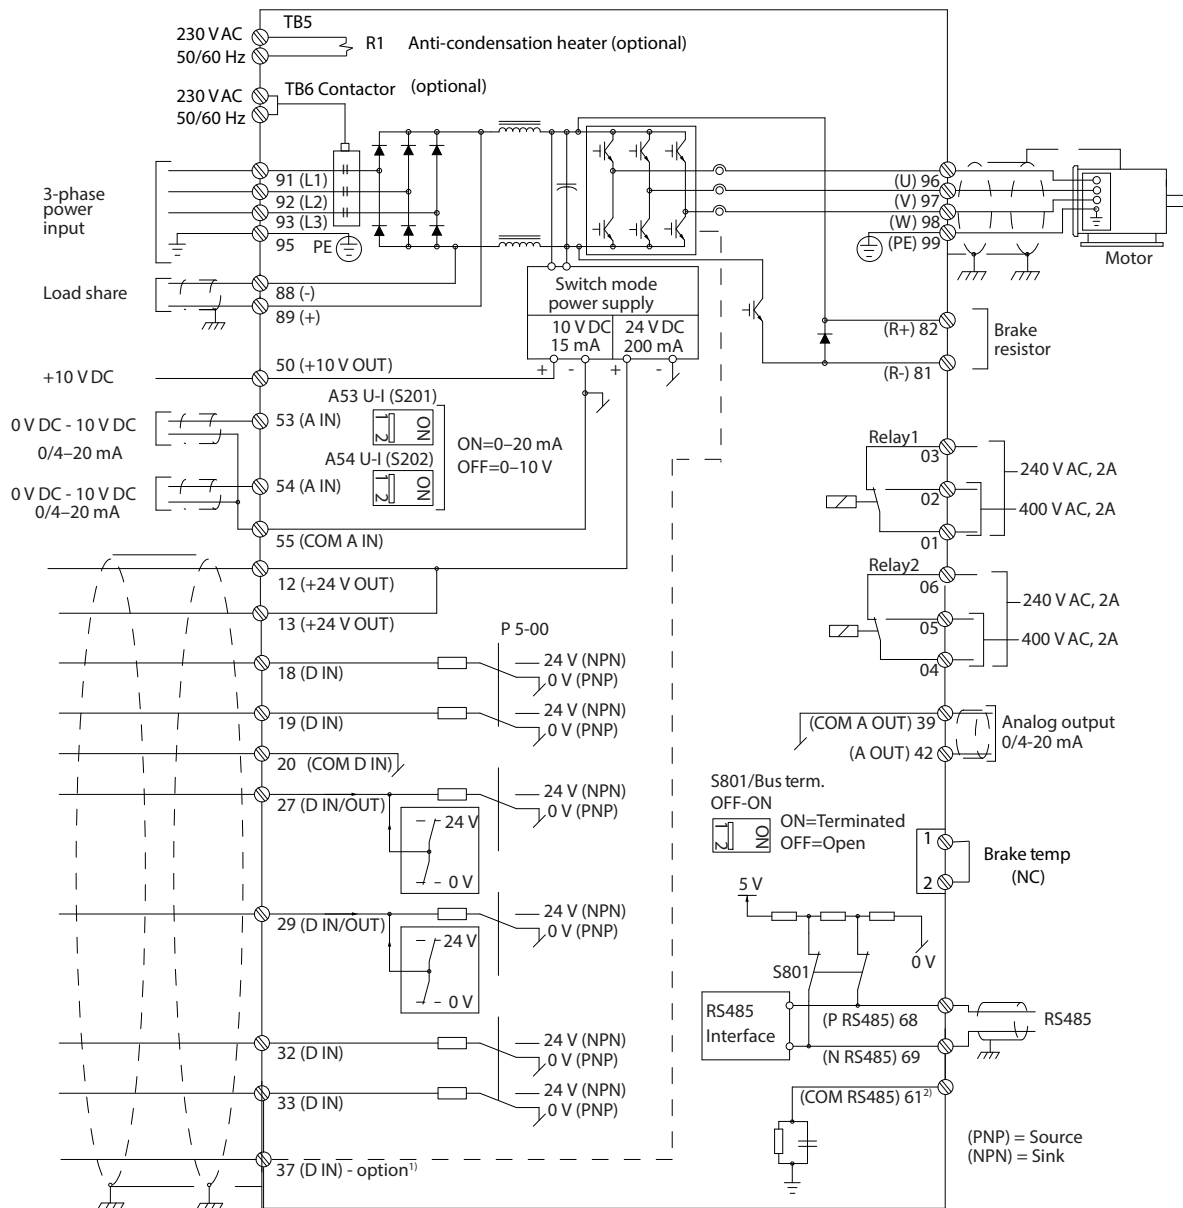 TB5
230 V AC
50/60 Hz
R1
Anti-condensation heater (optional)
TB6 Contactor
(optional)
230 V AC
50/60 Hz
3-phase
power
input
91 (L1)
92 (L2)
93 (L3)
95
PE
(U) 96
(V) 97
(W) 98
(PE) 99
Motor
Load share
88 (-)
89 (+)
Switch mode
power supply
10 V DC
15 mA
24 V DC
200 mA
+
-
+
-
(R+) 82
(R-) 81
Brake
resistor
+10 V DC
50 (+10 V OUT)
A53 U-I (S201)
0 V DC - 10 V DC
0/4–20 mA
53 (A IN)
1 2
ON
ON=0–20 mA
OFF=0–10 V
A54 U-I (S202)
0 V DC - 10 V DC
0/4–20 mA
54 (A IN)
1 2
ON
55 (COM A IN)
Relay1
03
02
01
240 V AC, 2A
400 V AC, 2A
12 (+24 V OUT)
13 (+24 V OUT)
Relay2
06
05
04
240 V AC, 2A
400 V AC, 2A
P 5-00
18 (D IN)
24 V (NPN)
0 V (PNP)
19 (D IN)
24 V (NPN)
0 V (PNP)
20 (COM D IN)
27 (D IN/OUT)
24 V (NPN)
0 V (PNP)
24 V
0 V
29 (D IN/OUT)
24 V (NPN)
0 V (PNP)
24 V
0 V
32 (D IN)
24 V (NPN)
0 V (PNP)
33 (D IN)
24 V (NPN)
0 V (PNP)
37 (D IN) - option1)
(COM A OUT) 39
(A OUT) 42
Analog output
0/4-20 mA
S801/Bus term.
OFF-ON
1 2
ON
ON=Terminated
OFF=Open
1
2
Brake temp
(NC)
5 V
0 V
S801
RS485
Interface
(P RS485) 68
(N RS485) 69
RS485
(COM RS485) 612)
(PNP) = Source
(NPN) = Sink